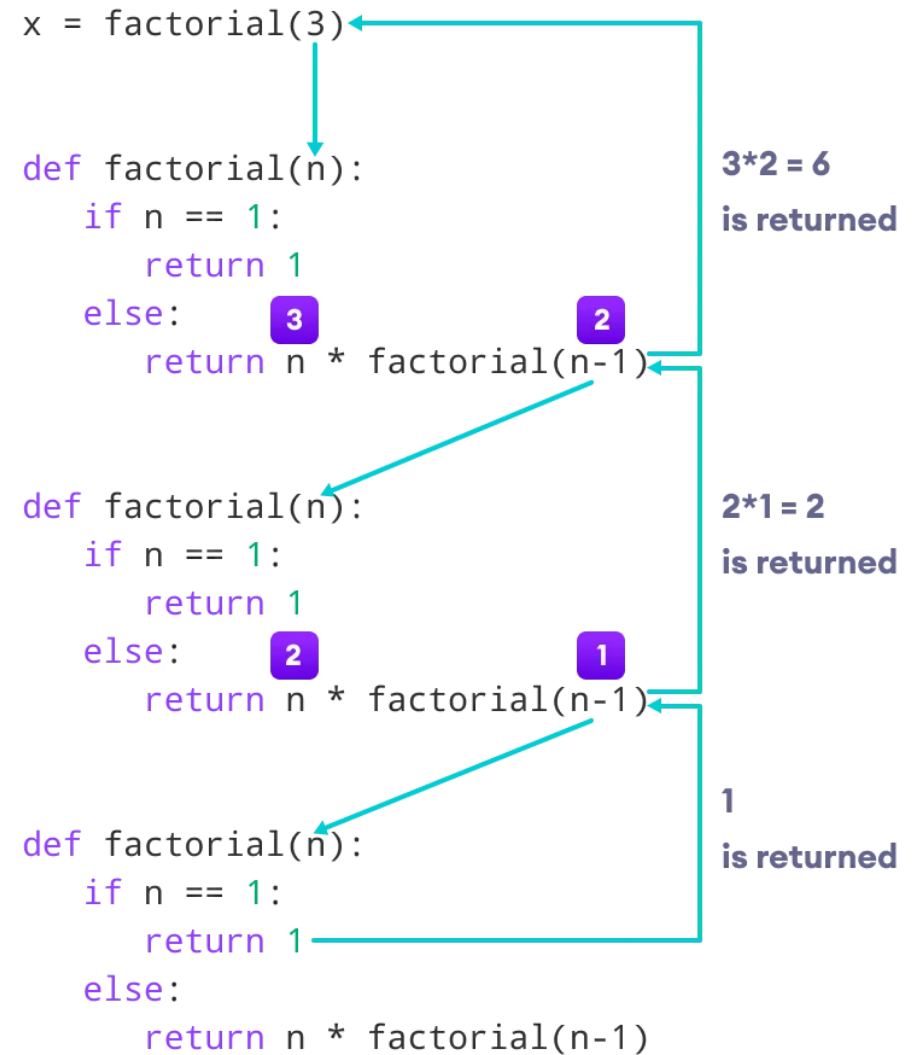 x = factorial(3)
def factorial(n):
if n == 1:
return 1
else:
3 2
return n * factorial(n-1)
3*2 = 6
is returned
def factorial(n):
if n == 1:
return 1
else:
2 1
return n * factorial(n-1)
2*1 = 2
is returned
def factorial(n):
if n == 1:
return 1
else:
return n * factorial(n-1)
1
is returned